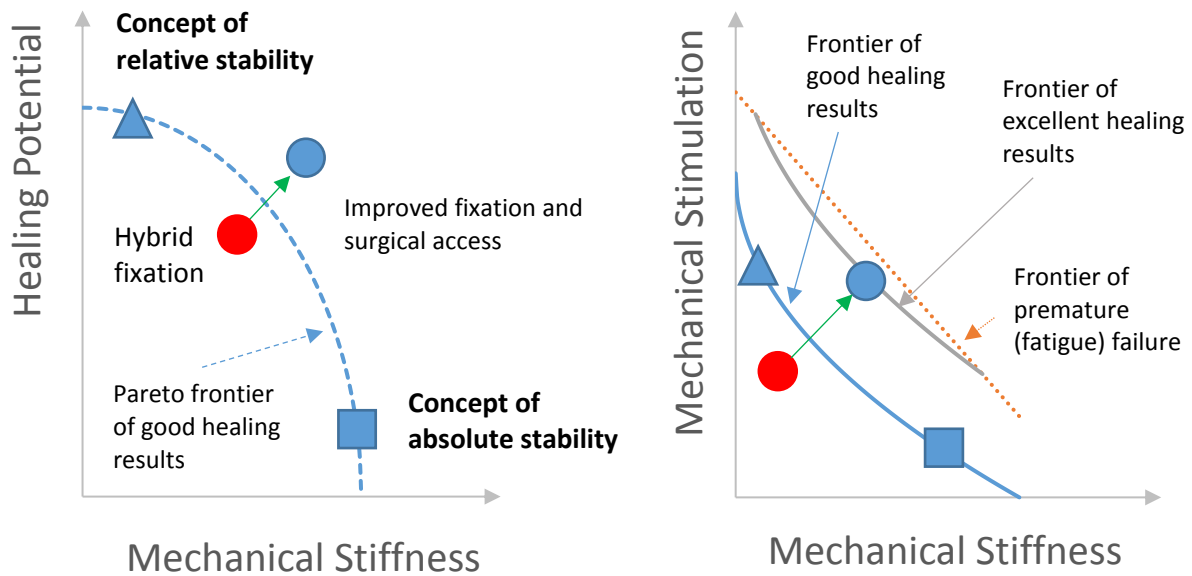 Healing Potential
Concept of
relative stability
Hybrid
fixation
Improved fixation and
surgical access
Pareto frontier
of good healing
results
Concept of
absolute stability
Mechanical Stiffness
Mechanical Stimulation
Frontier of
good healing
results
Frontier of
excellent healing
results
Frontier of
premature
(fatigue) failure
Mechanical Stiffness